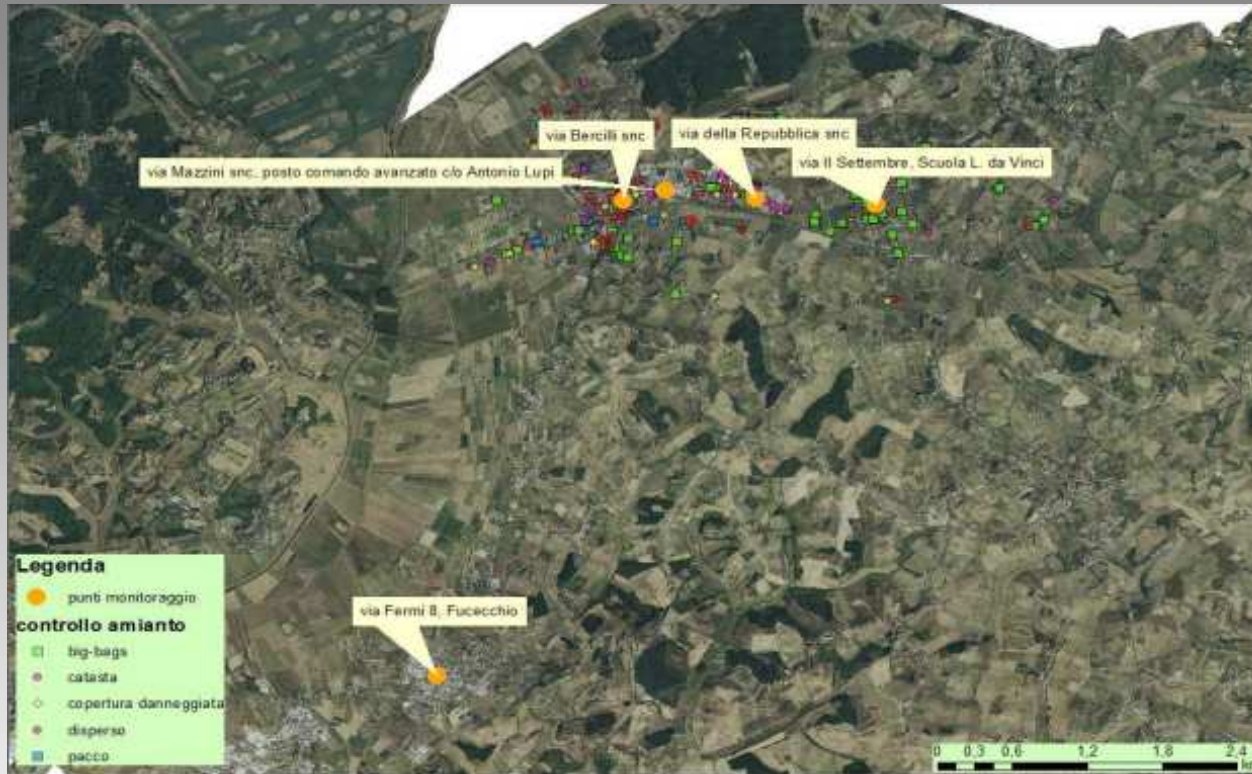 via Bercilli snc
via della Repubblica snc
via Mazzini snc, posto comando avanzato c/o Antonio Lupi
via II Settembre, Scuola L. da Vinci
via Fermi 8, Fucecchio
Legenda
punti monitoraggio
controllo amianto
big-bags
catasta
copertura danneggiata
disperso
pacco
0 0,3 0,6 1,2 1,8 2,4